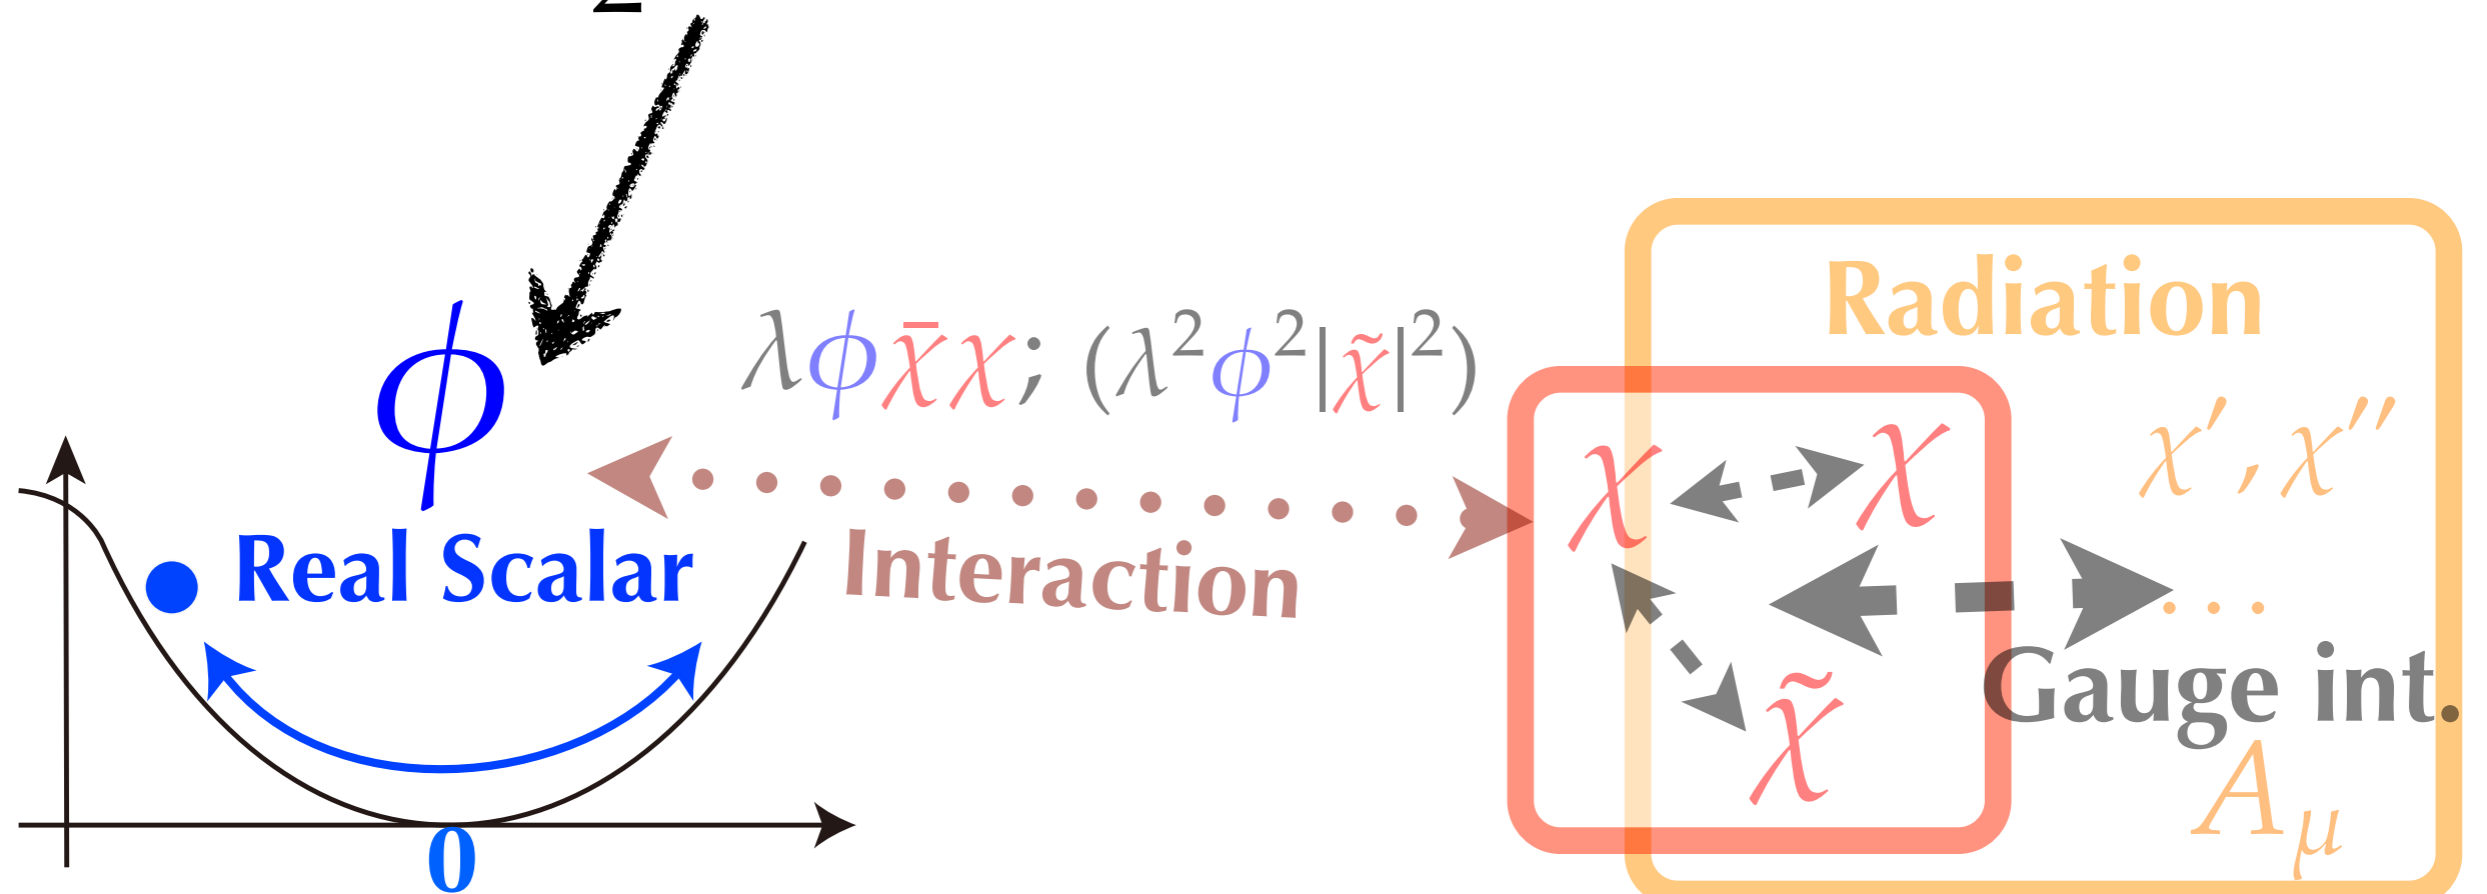 Radiation
λϕχ̄χ; (λ²ϕ²|χ̃|²)
ϕ
χ χ χ′, χ″
Real Scalar
Interaction
...
Gauge int.
χ̃
A_μ
0